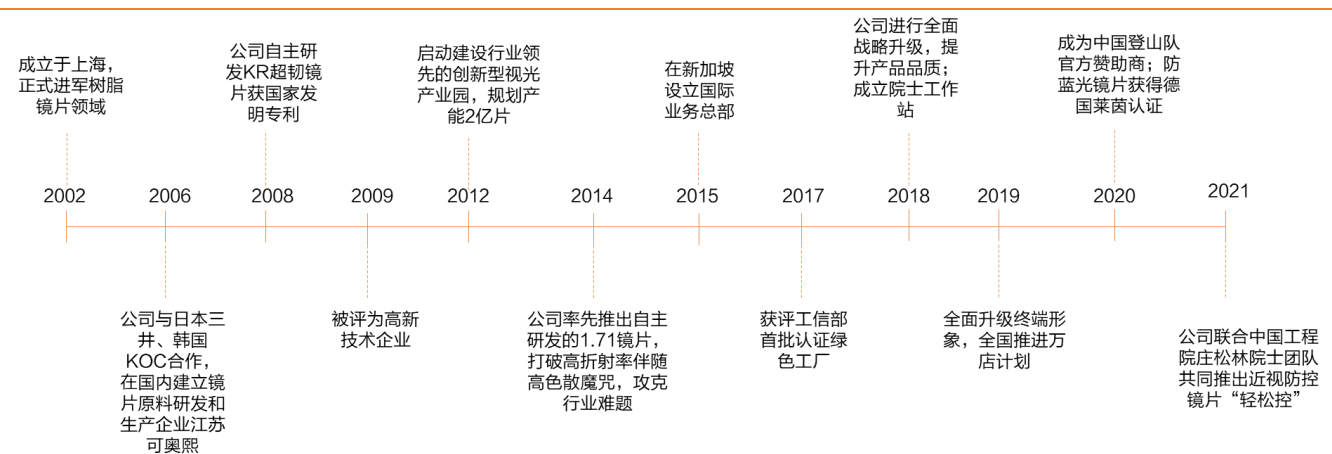 成立于上海，
正式进军树脂
镜片领域
公司自主研
发KR超韧镜
片获国家发
明专利
启动建设行业领
先的创新型视光
产业园，规划产
能2亿片
在新加坡
设立国际
业务总部
公司进行全面
战略升级，提
升产品品质；
成立院士工作
站
成为中国登山队
官方赞助商；防
蓝光镜片获得德
国莱茵认证
2002
2006
2008
2009
2012
2014
2015
2017
2018
2019
2020
2021
公司与日本三
井、韩国
KOC合作，
在国内建立镜
片原料研发和
生产企业江苏
可奥熙
被评为高新
技术企业
公司率先推出自主
研发的1.71镜片，
打破高折射率伴随
高色散魔咒，攻克
行业难题
获评工信部
首批认证绿
色工厂
全面升级终端形
象，全国推进万
店计划
公司联合中国工程
院庄松林院士团队
共同推出近视防控
镜片“轻松控”